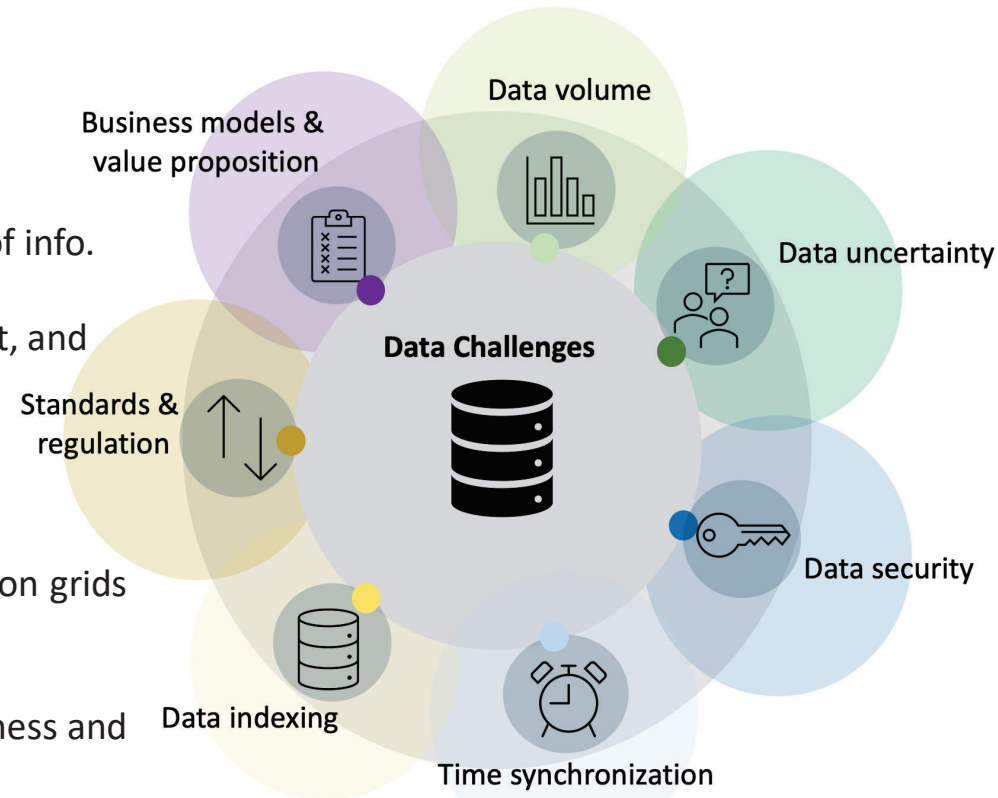 of info.
t, and
on grids
ness and
Data volume
Business models &
value proposition
Data uncertainty
Data Challenges
Standards &
regulation
Data security
Data indexing
Time synchronization
?
x
x
x
x